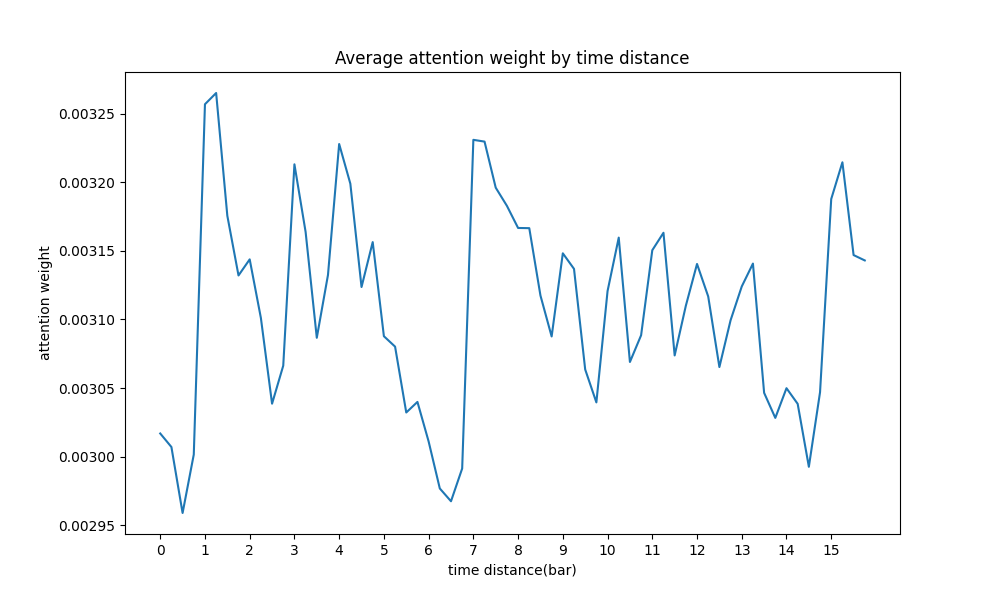 Average attention weight by time distance
0.00325
0.00320
0.00315
0.00310
0.00305
0.00300
0.00295
attention weight
0 1 2 3 4 5 6 7 8 9 10 11 12 13 14 15
time distance(bar)